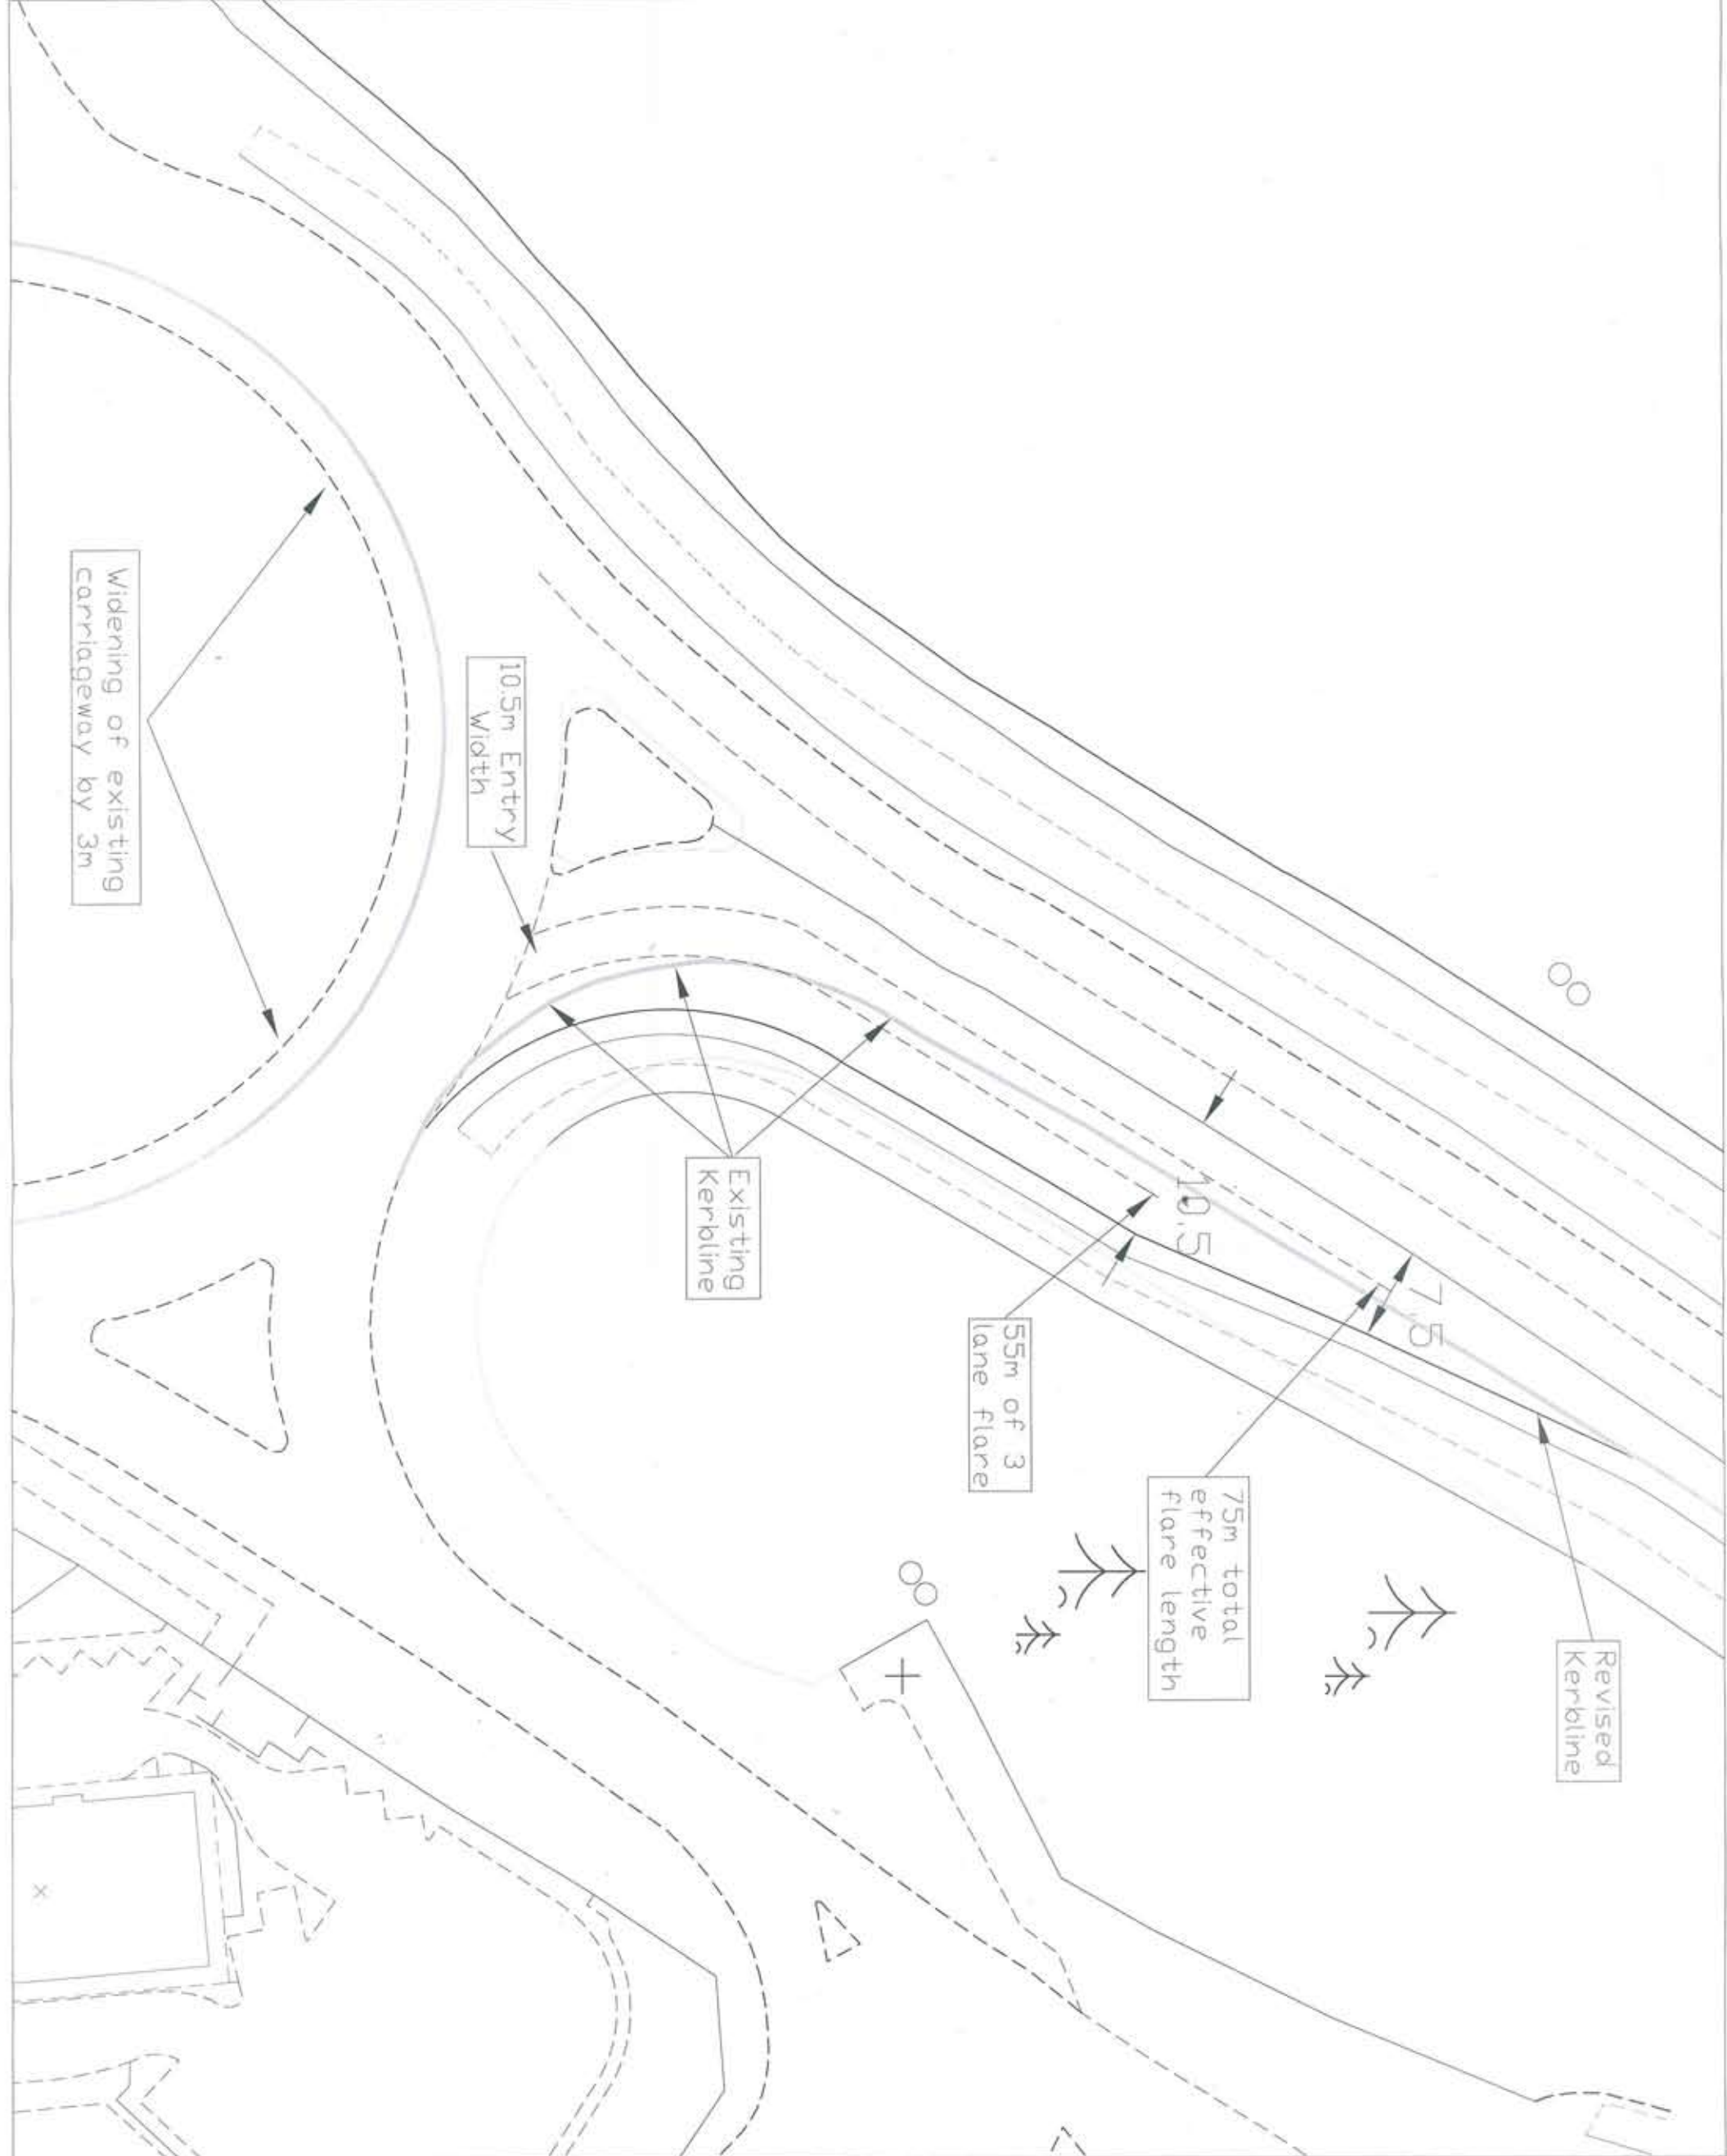 Revised
Kerbline
75m total
effective
flare length
7.5
10.5
55m of 3
lane flare
Existing
Kerbline
10.5m Entry
Width
Widening of existing
carriageway by 3m